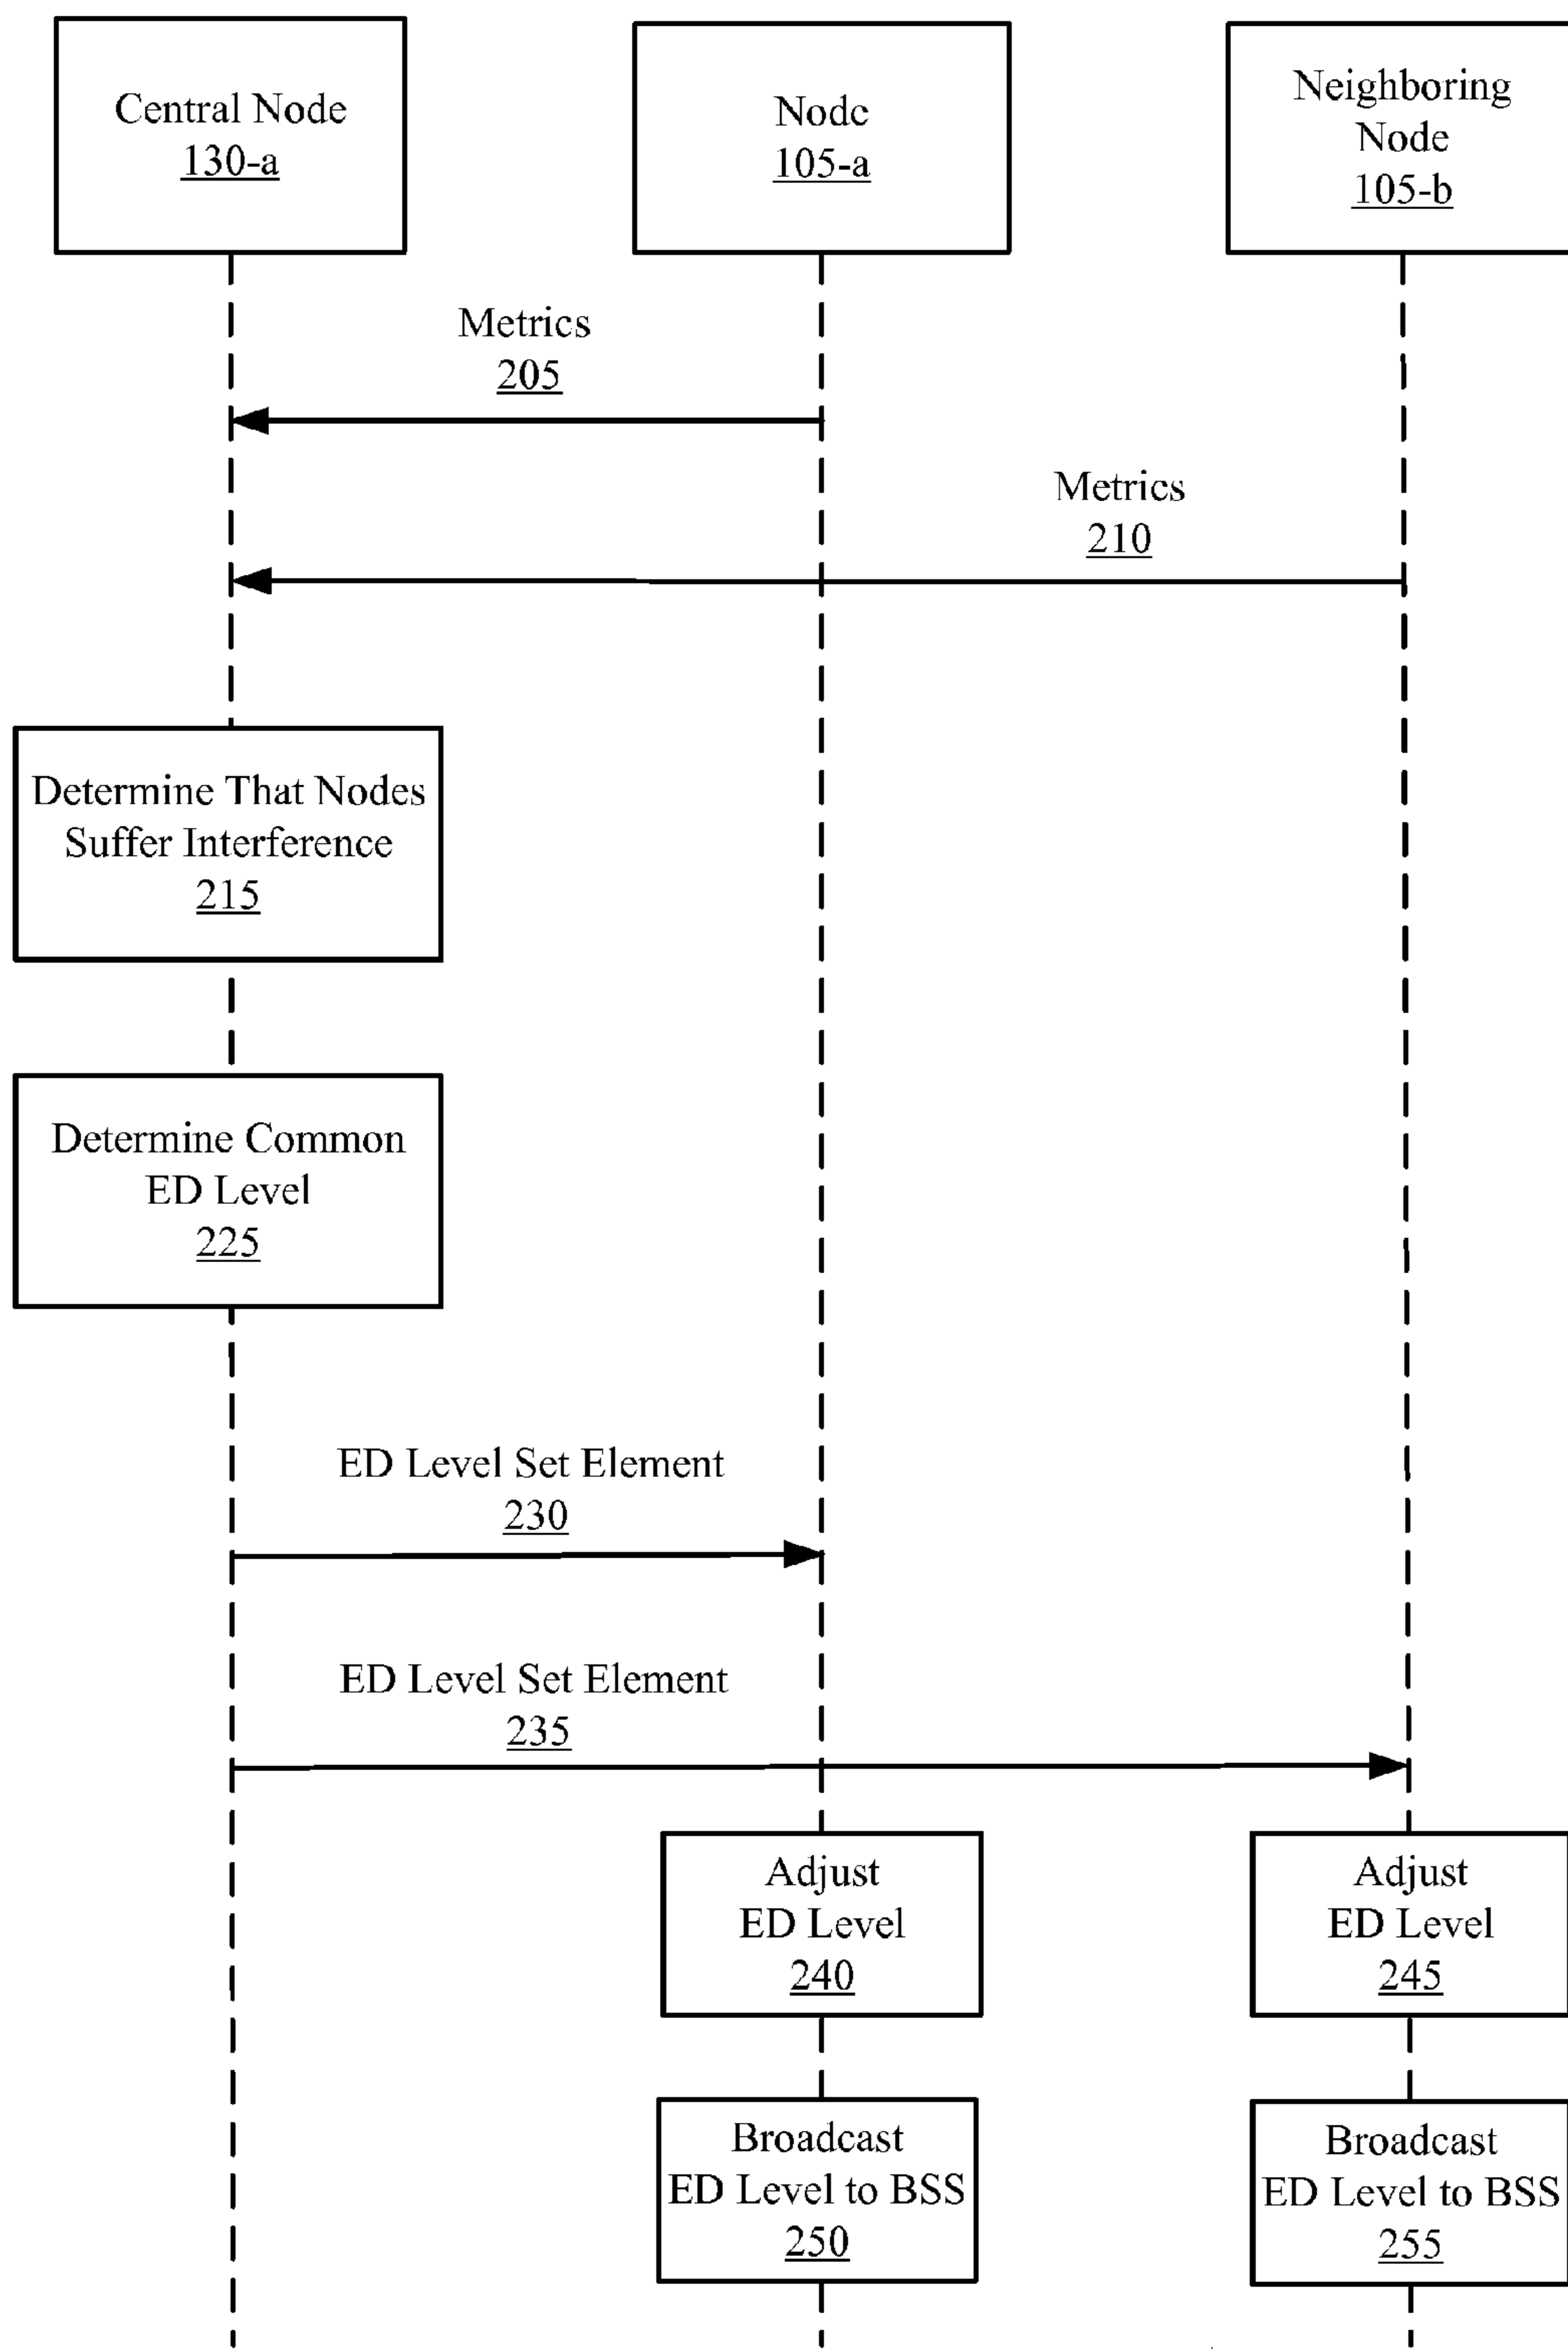 Central Node
130-a
Node
105-a
Neighboring
Node
105-b
Metrics
205
Metrics
210
Determine That Nodes
Suffer Interference
215
Determine Common
ED Level
225
ED Level Set Element
230
ED Level Set Element
235
Adjust
ED Level
240
Adjust
ED Level
245
Broadcast
ED Level to BSS
250
Broadcast
ED Level to BSS
255